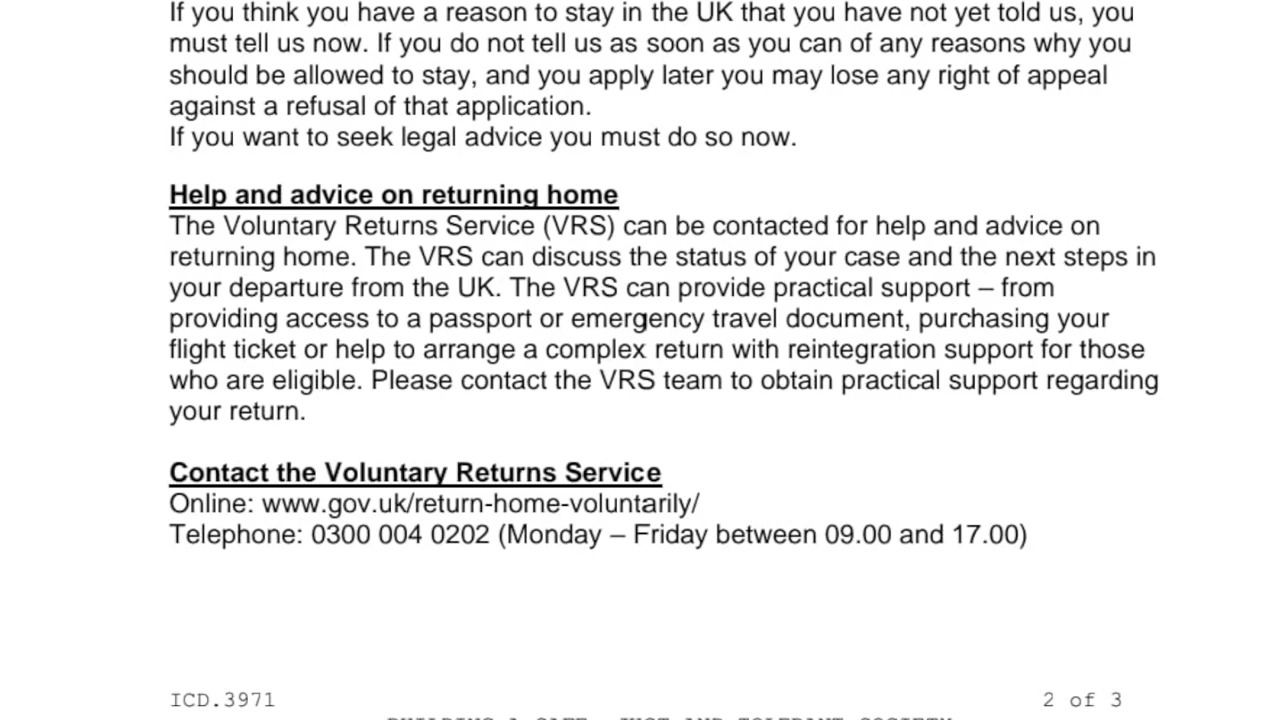 If you think you have a reason to stay in the UK that you have not yet told us, you
must tell us now. If you do not tell us as soon as you can of any reasons why you
should be allowed to stay, and you apply later you may lose any right of appeal
against a refusal of that application.
If you want to seek legal advice you must do so now.
Help and advice on returning home
The Voluntary Returns Service (VRS) can be contacted for help and advice on
returning home. The VRS can discuss the status of your case and the next steps in
your departure from the UK. The VRS can provide practical support – from
providing access to a passport or emergency travel document, purchasing your
flight ticket or help to arrange a complex return with reintegration support for those
who are eligible. Please contact the VRS team to obtain practical support regarding
your return.
Contact the Voluntary Returns Service
Online: www.gov.uk/return-home-voluntarily/
Telephone: 0300 004 0202 (Monday – Friday between 09.00 and 17.00)
ICD.3971 2 of 3
BUILDING A SAFE, JUST AND TOLERANT SOCIETY